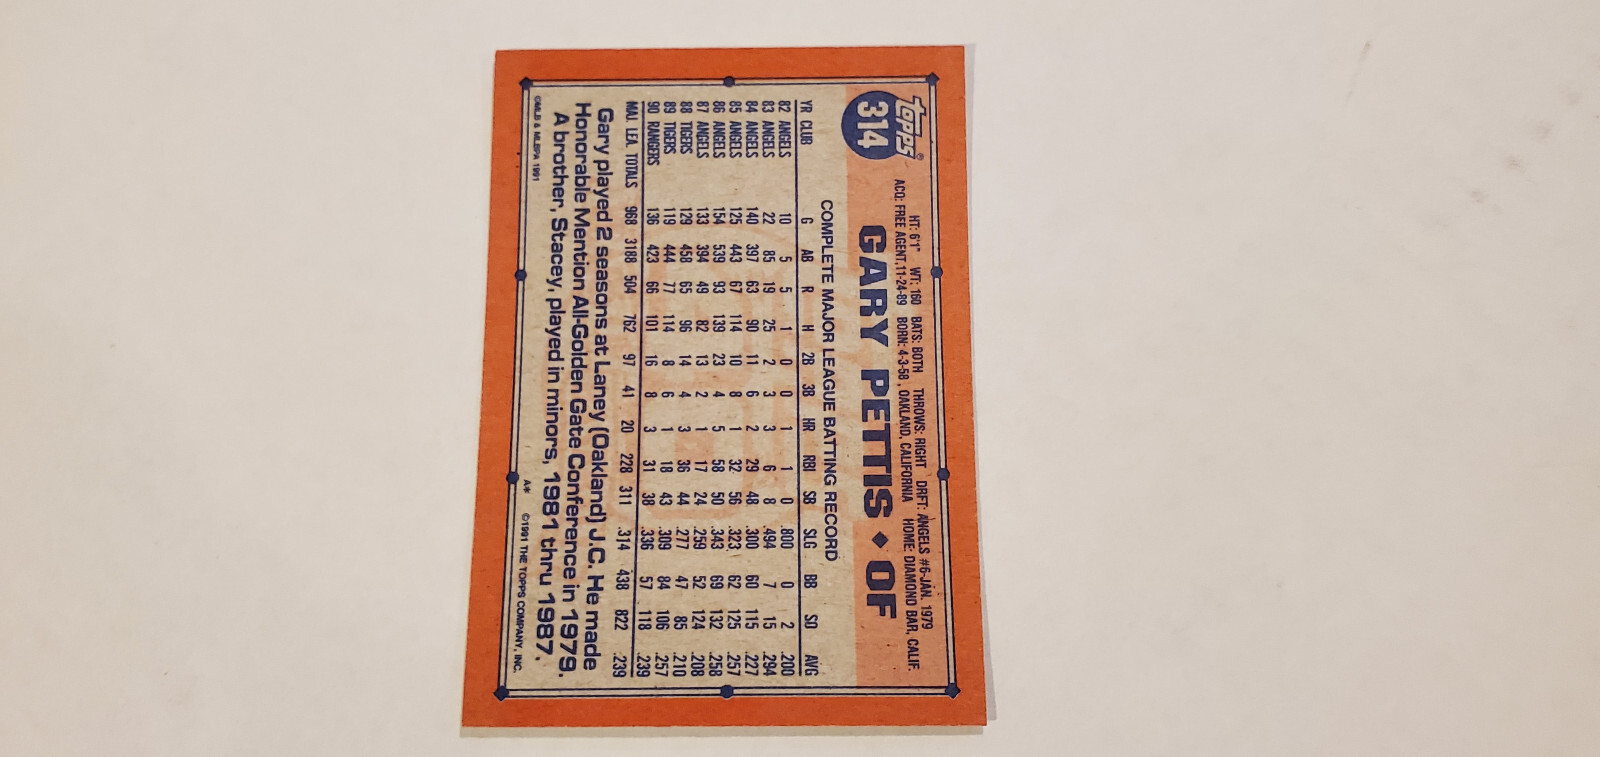 topps®
314
HT: 6'1" WT: 160 BATS: BOTH THROWS: RIGHT DRFT: ANGELS #6-JAN. 1979
ACQ: FREE AGENT, 11-24-89 BORN: 4-3-58, OAKLAND, CALIFORNIA HOME: DIAMOND BAR, CALIF.
GARY PETTIS ◆ OF
COMPLETE MAJOR LEAGUE BATTING RECORD
YR CLUB G AB R H 2B 3B HR RBI SB SLG BB SO AVG
82 ANGELS 10 5 5 1 0 0 1 1 0 .800 0 2 .200
83 ANGELS 22 85 19 25 2 3 3 6 8 .494 7 15 .294
84 ANGELS 140 397 63 90 11 6 2 29 48 .300 60 115 .227
85 ANGELS 125 443 67 114 10 8 1 32 56 .323 62 125 .257
86 ANGELS 154 539 93 139 23 4 5 58 50 .343 69 132 .258
87 ANGELS 133 394 49 82 13 2 1 17 24 .259 52 124 .208
88 TIGERS 129 458 65 96 14 4 3 36 44 .277 47 85 .210
89 TIGERS 119 444 77 114 8 6 1 18 43 .309 84 106 .257
90 RANGERS 136 423 66 101 16 8 3 31 38 .336 57 118 .239
MAJ. LEA. TOTALS 968 3188 504 762 97 41 20 228 311 .314 438 822 .239
Gary played 2 seasons at Laney (Oakland) J.C. He made
Honorable Mention All-Golden Gate Conference in 1979.
A brother, Stacey, played in minors, 1981 thru 1987.
©MLB & MLBPA 1991 A* ©1991 THE TOPPS COMPANY, INC.